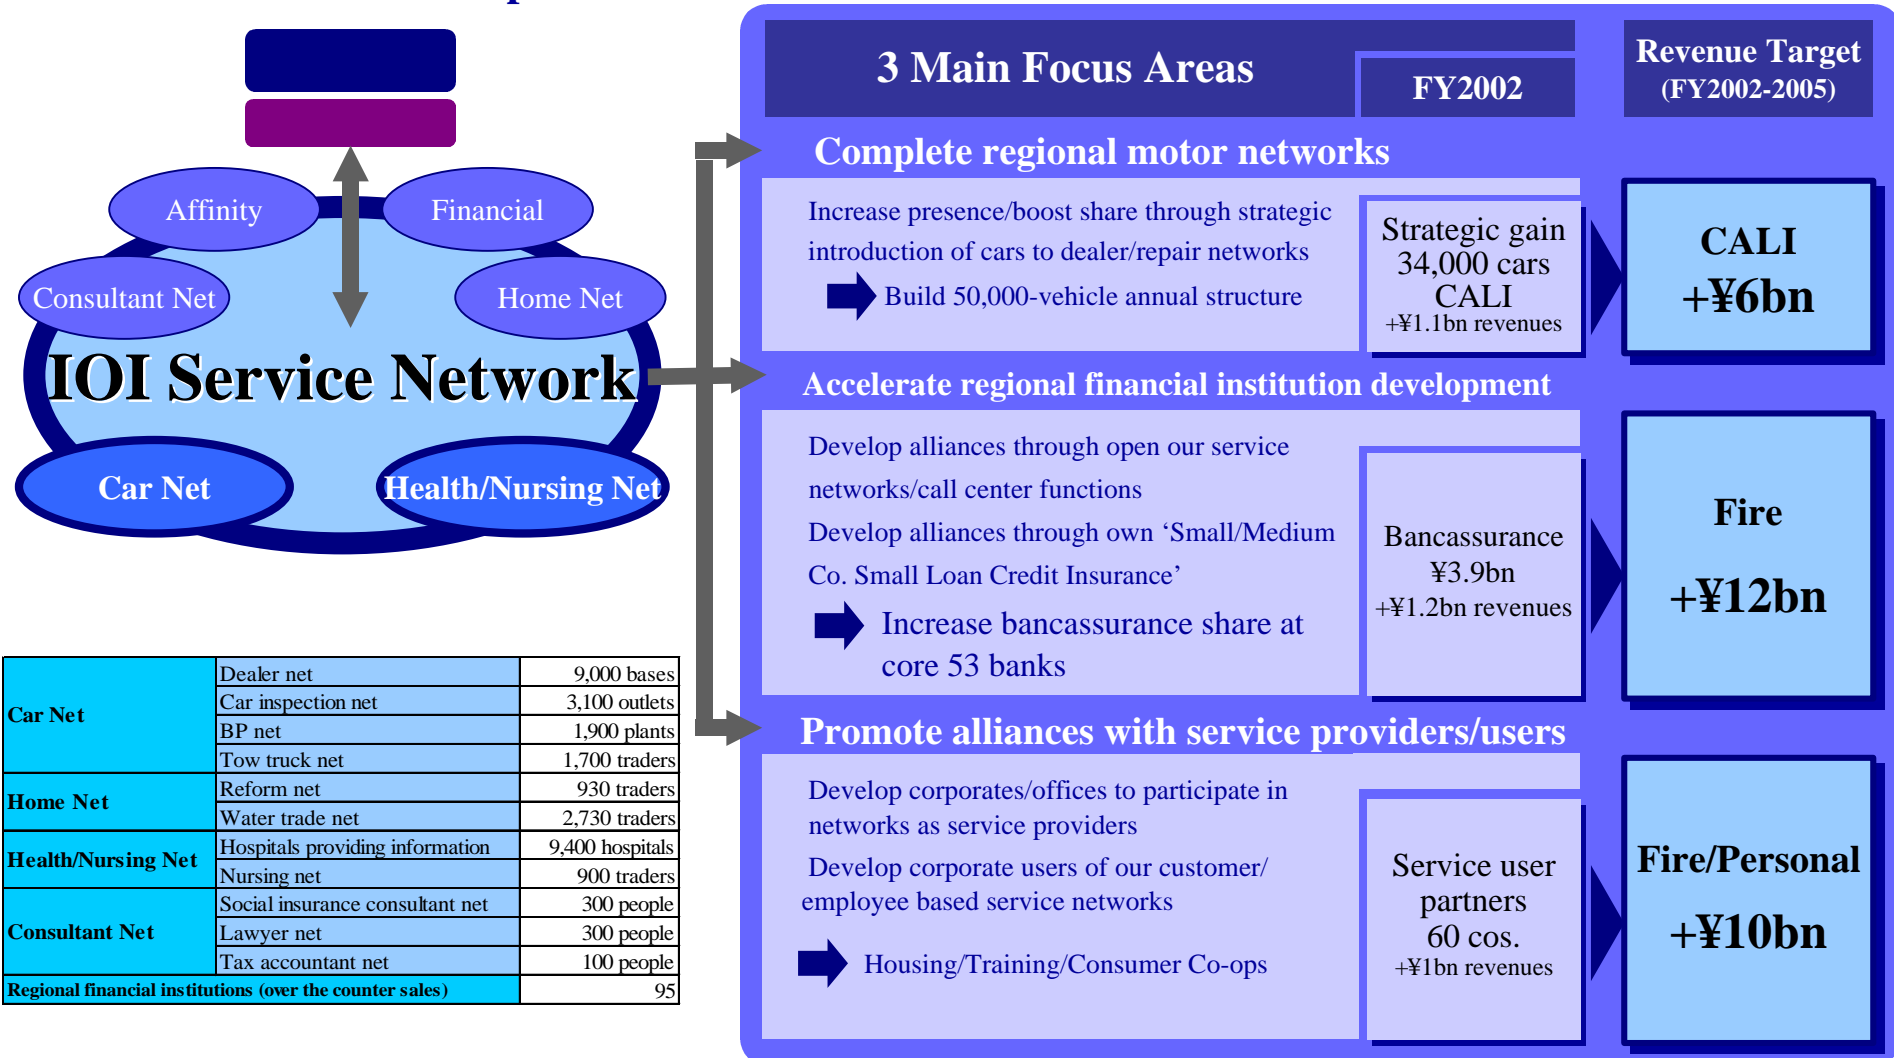 Affinity
Financial
Consultant Net
Home Net
IOI Service Network
Car Net
Health/Nursing Net
Car Net
Dealer net 9,000 bases
Car inspection net 3,100 outlets
BP net 1,900 plants
Tow truck net 1,700 traders
Home Net
Reform net 930 traders
Water trade net 2,730 traders
Health/Nursing Net
Hospitals providing information 9,400 hospitals
Nursing net 900 traders
Consultant Net
Social insurance consultant net 300 people
Lawyer net 300 people
Tax accountant net 100 people
Regional financial institutions (over the counter sales) 95
3 Main Focus Areas
FY2002
Revenue Target
(FY2002-2005)
Complete regional motor networks
Increase presence/boost share through strategic
introduction of cars to dealer/repair networks
Build 50,000-vehicle annual structure
Strategic gain
34,000 cars
CALI
+¥1.1bn revenues
CALI
+¥6bn
Accelerate regional financial institution development
Develop alliances through open our service
networks/call center functions
Develop alliances through own ‘Small/Medium
Co. Small Loan Credit Insurance’
Increase bancassurance share at
core 53 banks
Bancassurance
¥3.9bn
+¥1.2bn revenues
Fire
+¥12bn
Promote alliances with service providers/users
Develop corporates/offices to participate in
networks as service providers
Develop corporate users of our customer/
employee based service networks
Housing/Training/Consumer Co-ops
Service user
partners
60 cos.
+¥1bn revenues
Fire/Personal
+¥10bn